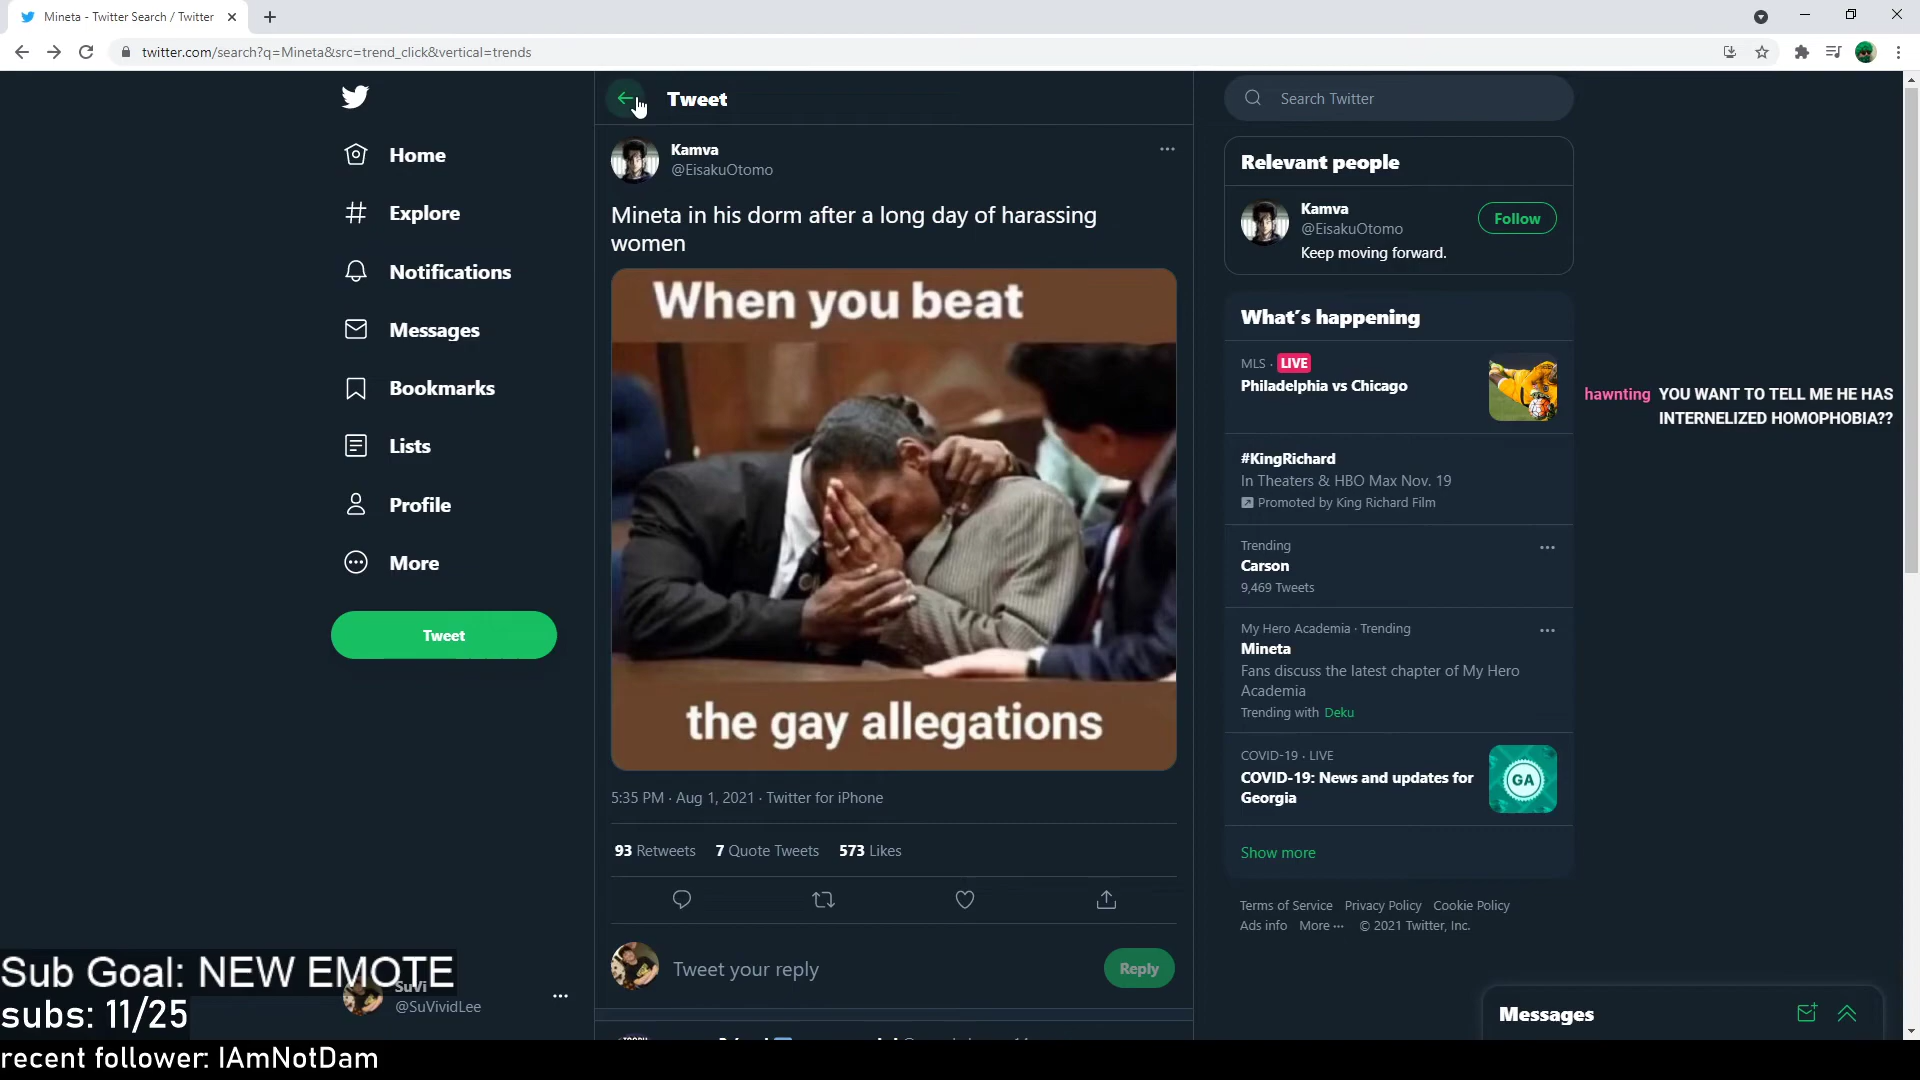 Mineta - Twitter Search / Twitter
twitter.com/search?q=Mineta&src=trend_click&vertical=trends
Home
Explore
Notifications
Messages
Bookmarks
Lists
Profile
More
Tweet
SuVi
@SuVividLee
Tweet
Kamva
@EisakuOtomo
Mineta in his dorm after a long day of harassing
women
When you beat
the gay allegations
5:35 PM · Aug 1, 2021 · Twitter for iPhone
93 Retweets 7 Quote Tweets 573 Likes
Tweet your reply
Reply
Search Twitter
Relevant people
Kamva
@EisakuOtomo
Follow
Keep moving forward.
What's happening
MLS · LIVE
Philadelphia vs Chicago
#KingRichard
In Theaters & HBO Max Nov. 19
Promoted by King Richard Film
Trending
Carson
9,469 Tweets
My Hero Academia · Trending
Mineta
Fans discuss the latest chapter of My Hero
Academia
Trending with Deku
COVID-19 · LIVE
COVID-19: News and updates for
Georgia
GA
Show more
Terms of Service Privacy Policy Cookie Policy
Ads info More ··· © 2021 Twitter, Inc.
Messages
hawnting YOU WANT TO TELL ME HE HAS
INTERNELIZED HOMOPHOBIA??
Sub Goal: NEW EMOTE
subs: 11/25
recent follower: IAmNotDam